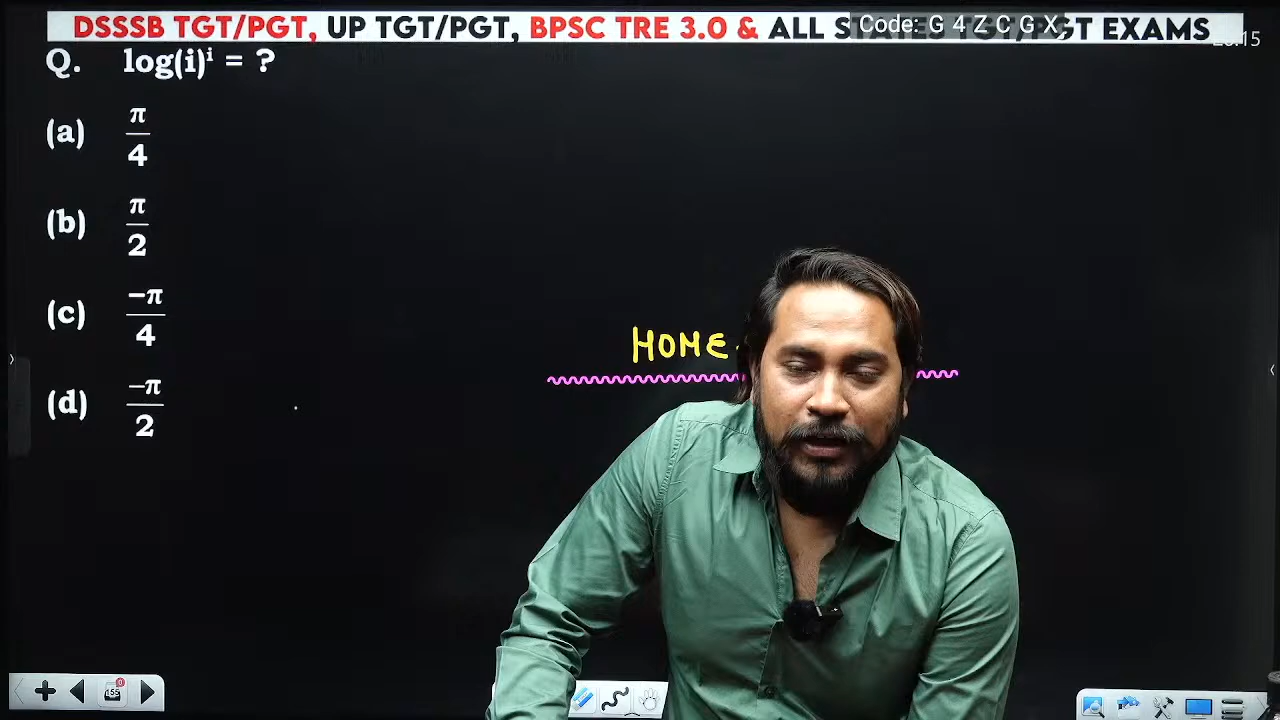 DSSSB TGT/PGT, UP TGT/PGT, BPSC TRE 3.0 & ALL EXAMS
Code: G 4 Z C G X
Q. log(i)ⁱ = ?
(a) π/4
(b) π/2
(c) −π/4
(d) −π/2
HOME
155